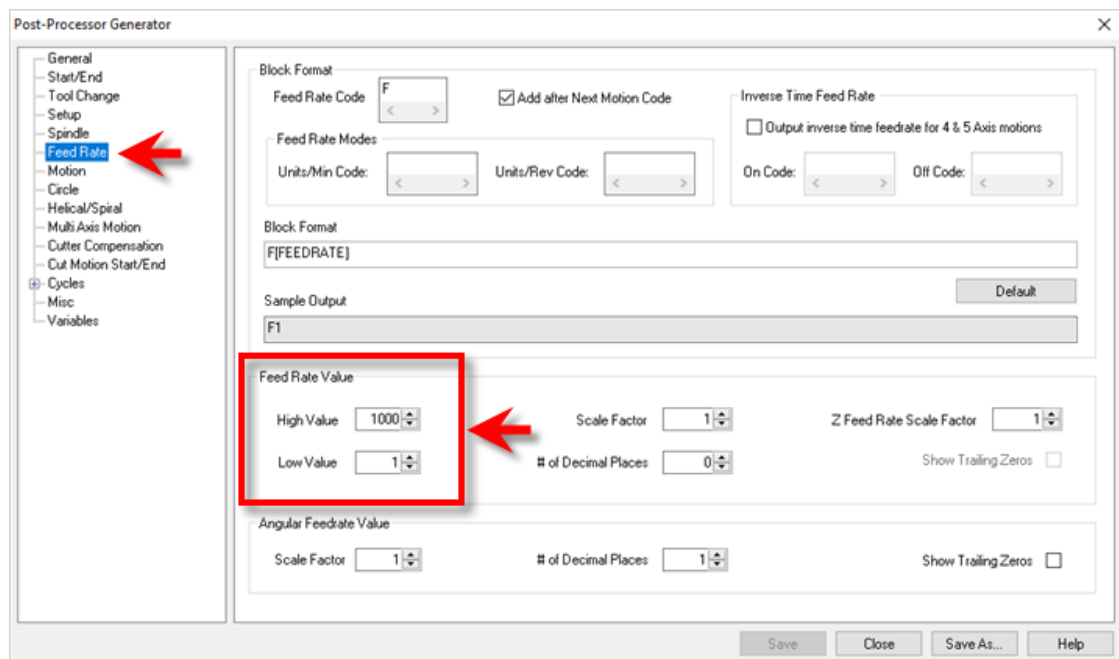 Post-Processor Generator
General
Start/End
Tool Change
Setup
Spindle
Feed Rate
Motion
Circle
Helical/Spiral
Multi Axis Motion
Cutter Compensation
Cut Motion Start/End
Cycles
Misc
Variables
Block Format
Feed Rate Code
F
Add after Next Motion Code
Feed Rate Modes
Units/Min Code:
Units/Rev Code:
Inverse Time Feed Rate
Output inverse time feedrate for 4 & 5 Axis motions
On Code:
Off Code:
Block Format
F[FEEDRATE]
Default
Sample Output
F1
Feed Rate Value
High Value 1000
Scale Factor 1
Z Feed Rate Scale Factor 1
Low Value 1
# of Decimal Places 0
Show Trailing Zeros
Angular Feedrate Value
Scale Factor 1
# of Decimal Places 1
Show Trailing Zeros
Save
Close
Save As...
Help